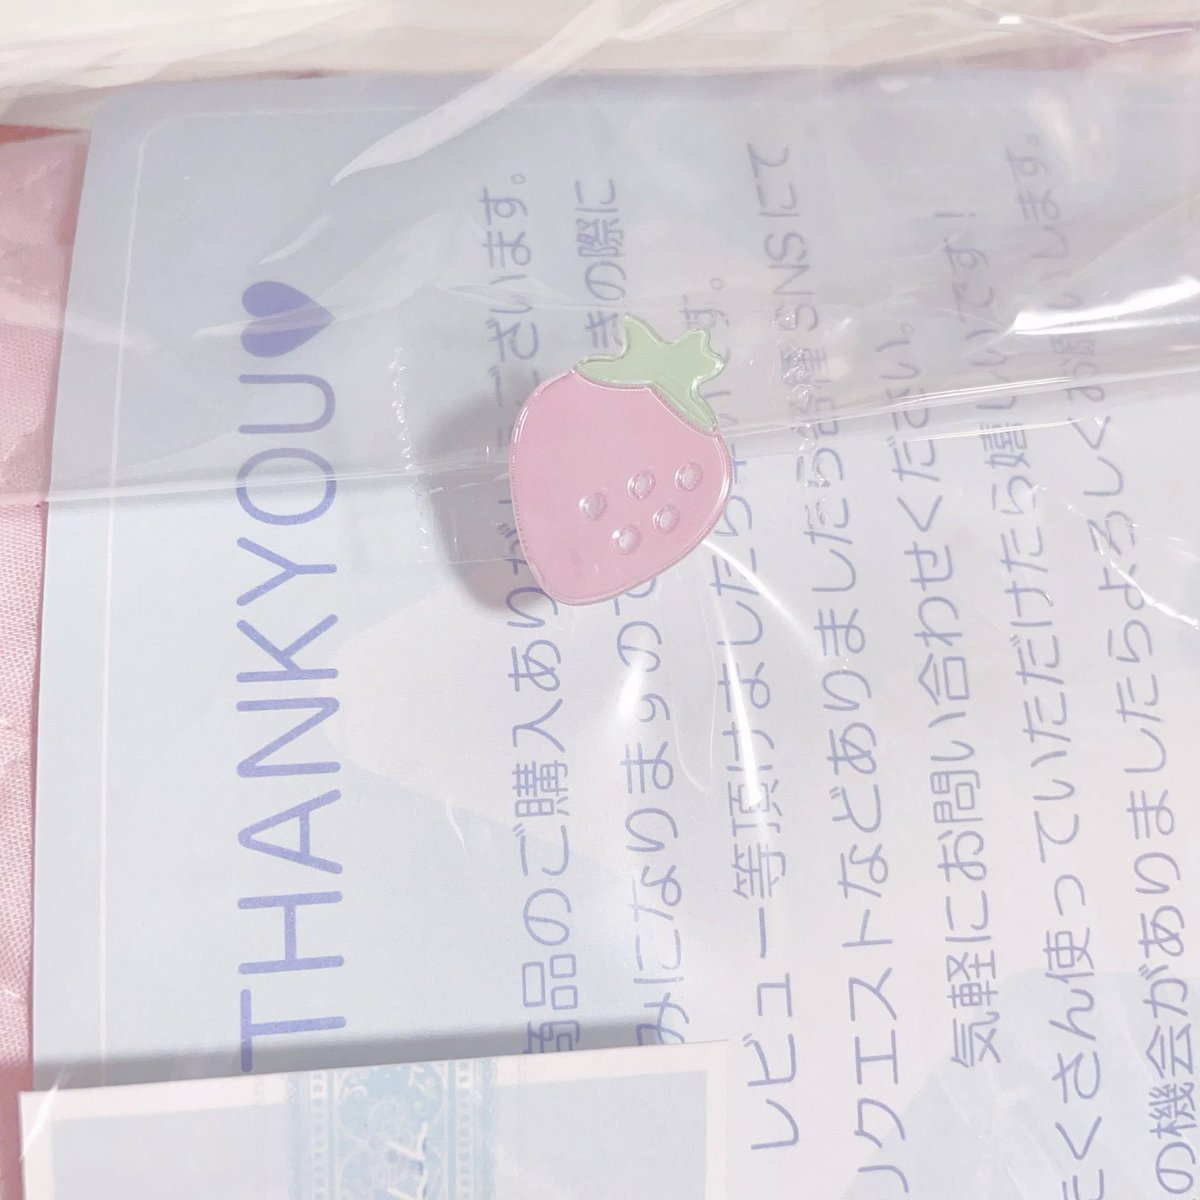 THANKYOU♥
商品のご購入あり ございます。
みになりますので きの際に
レビュー等頂けましたら す。
リクエストなどありましたら各種SNSにて
気軽にお問い合わせください。
たくさん使っていただけたら嬉しいです！
の機会がありましたらよろしくお願いします。